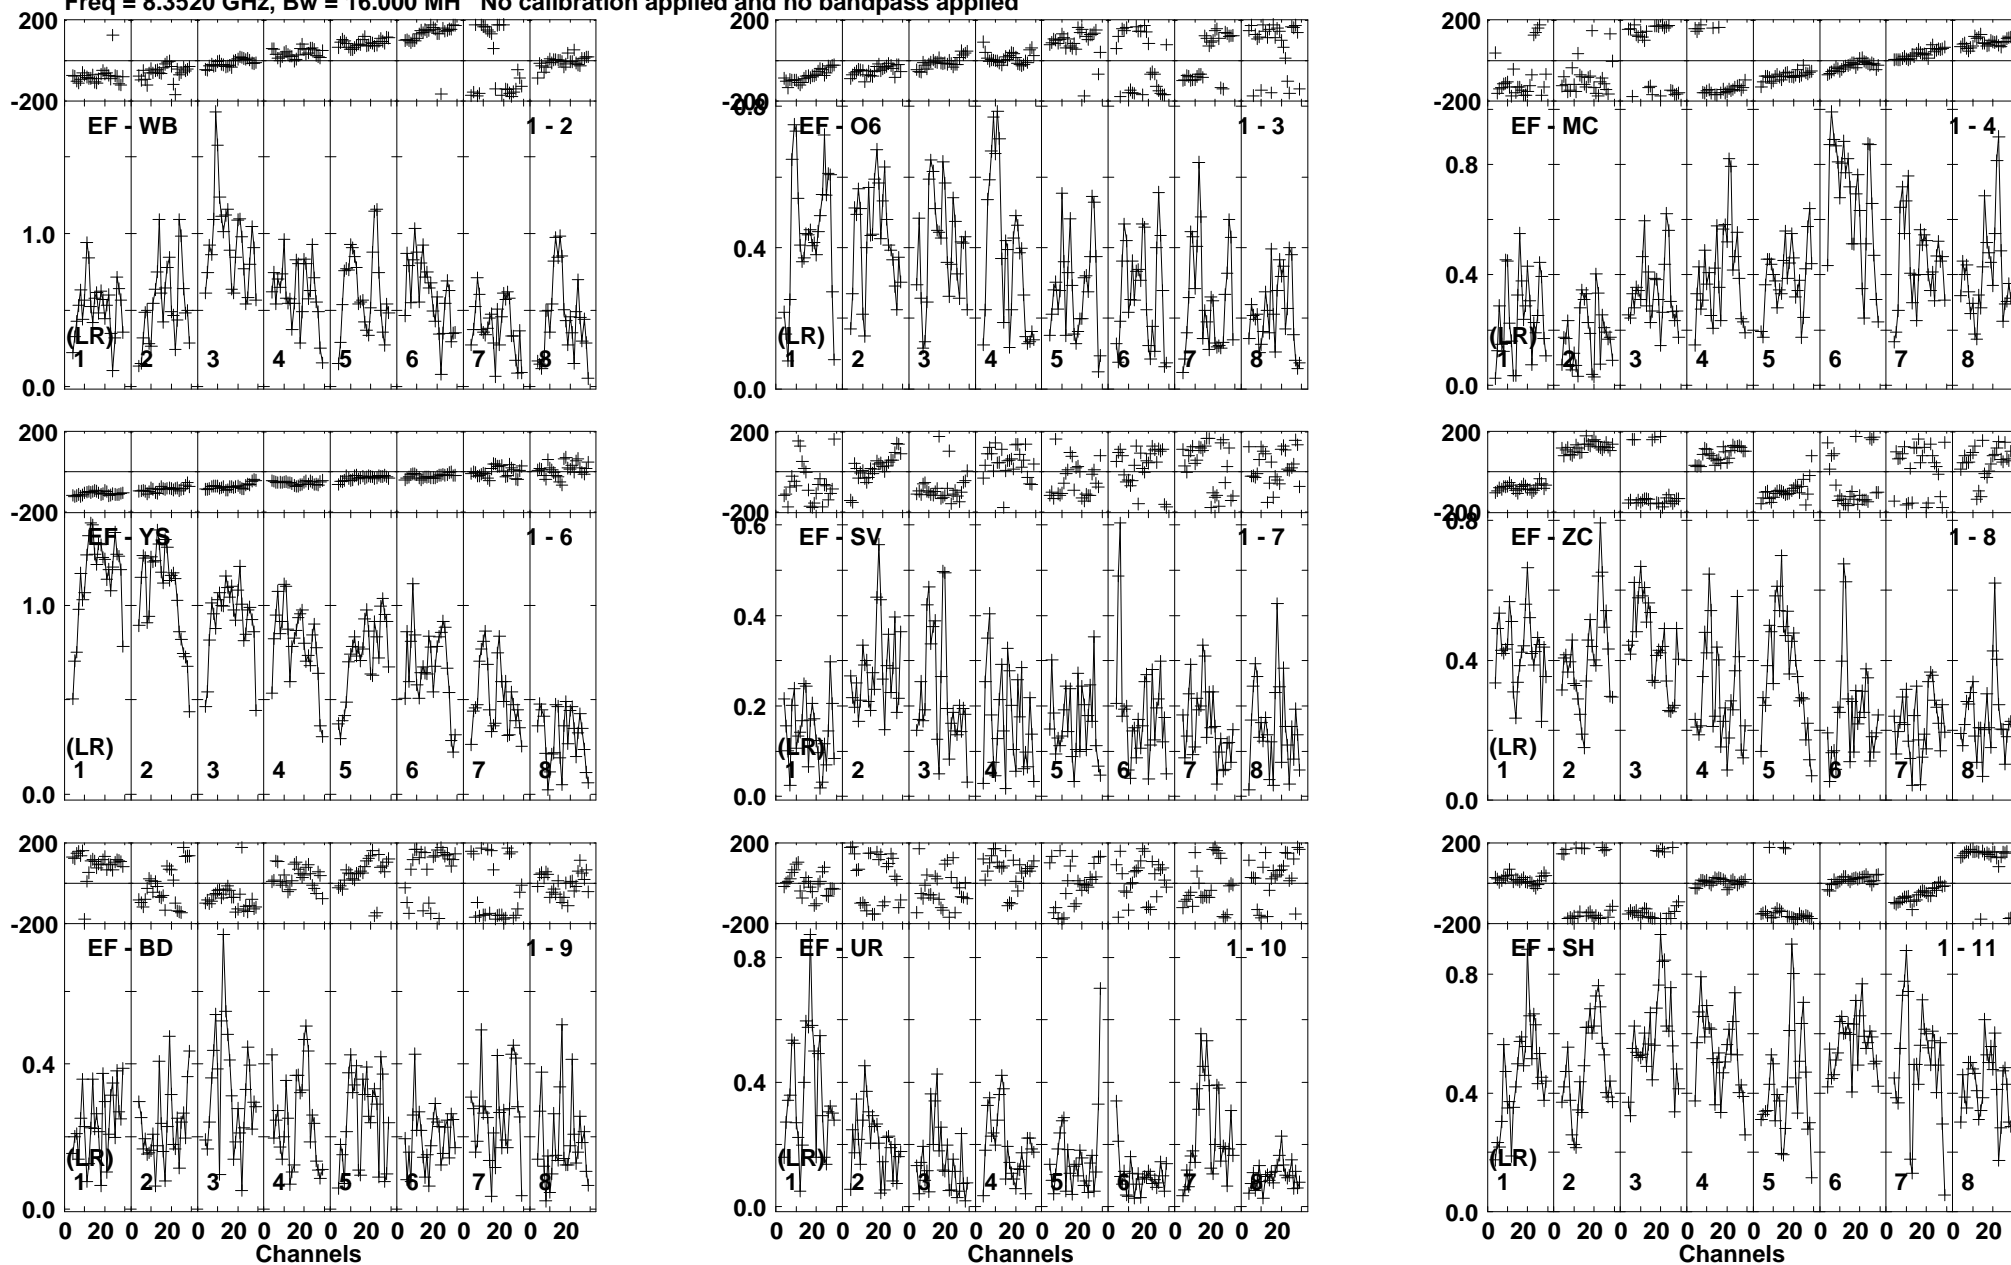 Freq = 8.3520 GHz, Bw = 16.000 MH No calibration applied and no bandpass applied
200 200 200
-200 -200 -200
EF - WB 1 - 2 0.8 EF - O6 1 - 3 EF - MC 1 - 4
1.0 0.4 0.8 0.4
(LR) (LR) (LR)
1 2 3 4 5 6 7 8 1 2 3 4 5 6 7 8 1 2 3 4 5 6 7 8
0.0 0.0 0.0
200 200 200
-200 -200 -200
EF - YS 1 - 6 0.6 EF - SV 1 - 7 0.8 EF - ZC 1 - 8
1.0 0.4 0.4
0.2
(LR) (LR) (LR)
1 2 3 4 5 6 7 8 1 2 3 4 5 6 7 8 1 2 3 4 5 6 7 8
0.0 0.0 0.0
200 200 200
-200 -200 -200
EF - BD 1 - 9 EF - UR 1 - 10 EF - SH 1 - 11
0.8 0.8
0.4 0.4 0.4
(LR) (LR) (LR)
1 2 3 4 5 6 7 8 1 2 3 4 5 6 7 8 1 2 3 4 5 6 7 8
0.0 0.0 0.0
0 20 0 20 0 20 0 20 0 20 0 20 0 20 0 20 0 20 0 20 0 20 0 20 0 20 0 20 0 20 0 20 0 20 0 20 0 20 0 20 0 20 0 20 0 20 0 20
Channels Channels Channels